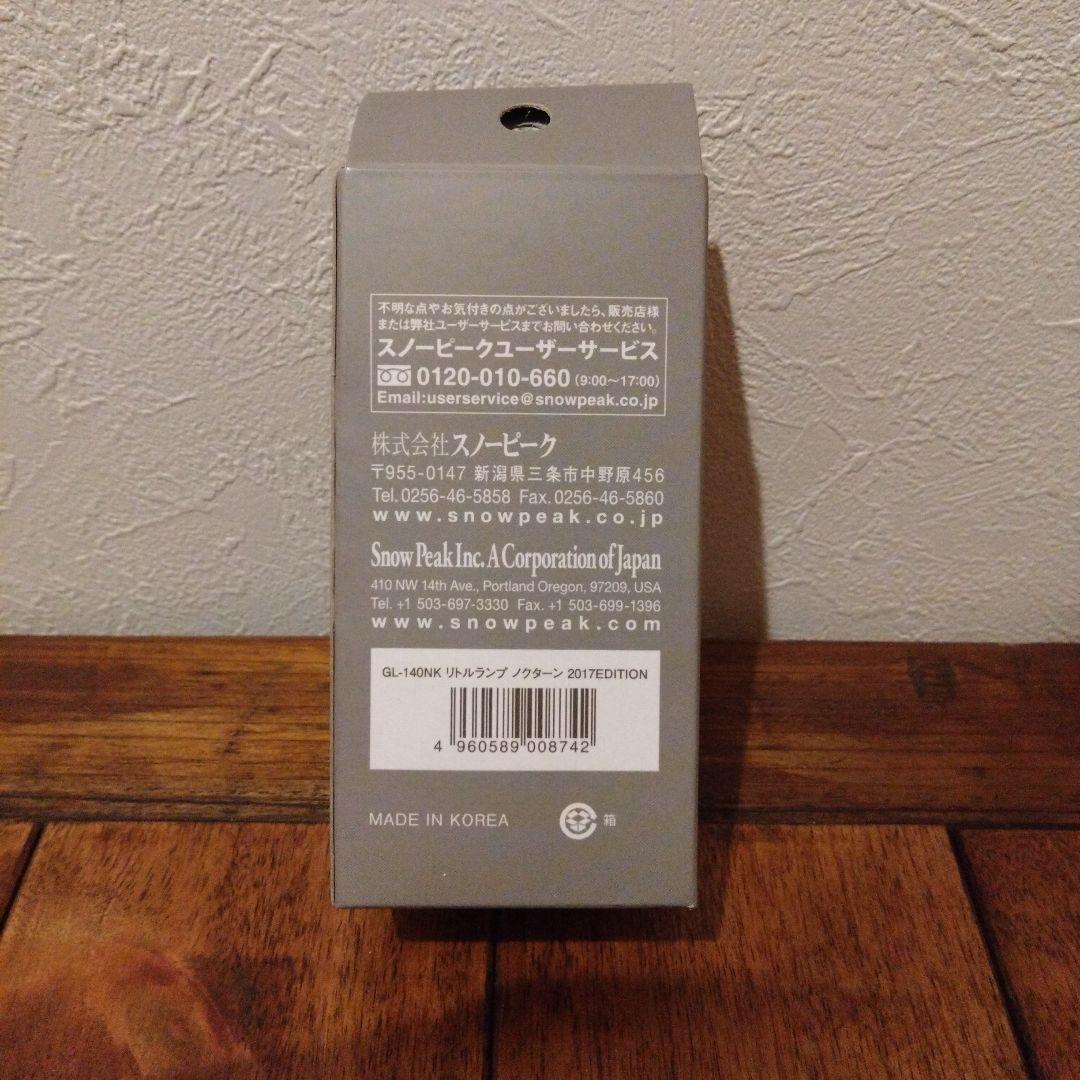 不明な点やお気付きの点がございましたら、販売店様
または弊社ユーザーサービスまでお問い合わせください。
スノーピークユーザーサービス
0120-010-660 (9:00～17:00)
Email:userservice@snowpeak.co.jp
株式会社スノーピーク
〒955-0147 新潟県三条市中野原456
Tel.0256-46-5858 Fax.0256-46-5860
www.snowpeak.co.jp
Snow Peak Inc. A Corporation of Japan
410 NW 14th Ave., Portland Oregon, 97209, USA
Tel. +1 503-697-3330 Fax. +1 503-699-1396
www.snowpeak.com
GL-140NK リトルランプ ノクターン 2017EDITION
4 960589 008742
MADE IN KOREA 箱